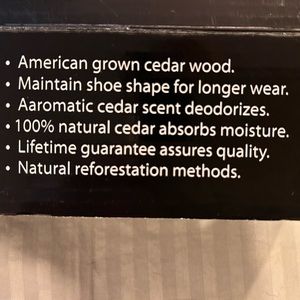 • American grown cedar wood.
• Maintain shoe shape for longer wear.
• Aaromatic cedar scent deodorizes.
• 100% natural cedar absorbs moisture.
• Lifetime guarantee assures quality.
• Natural reforestation methods.